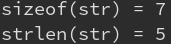 sizeof(str) = 7
strlen(str) = 5